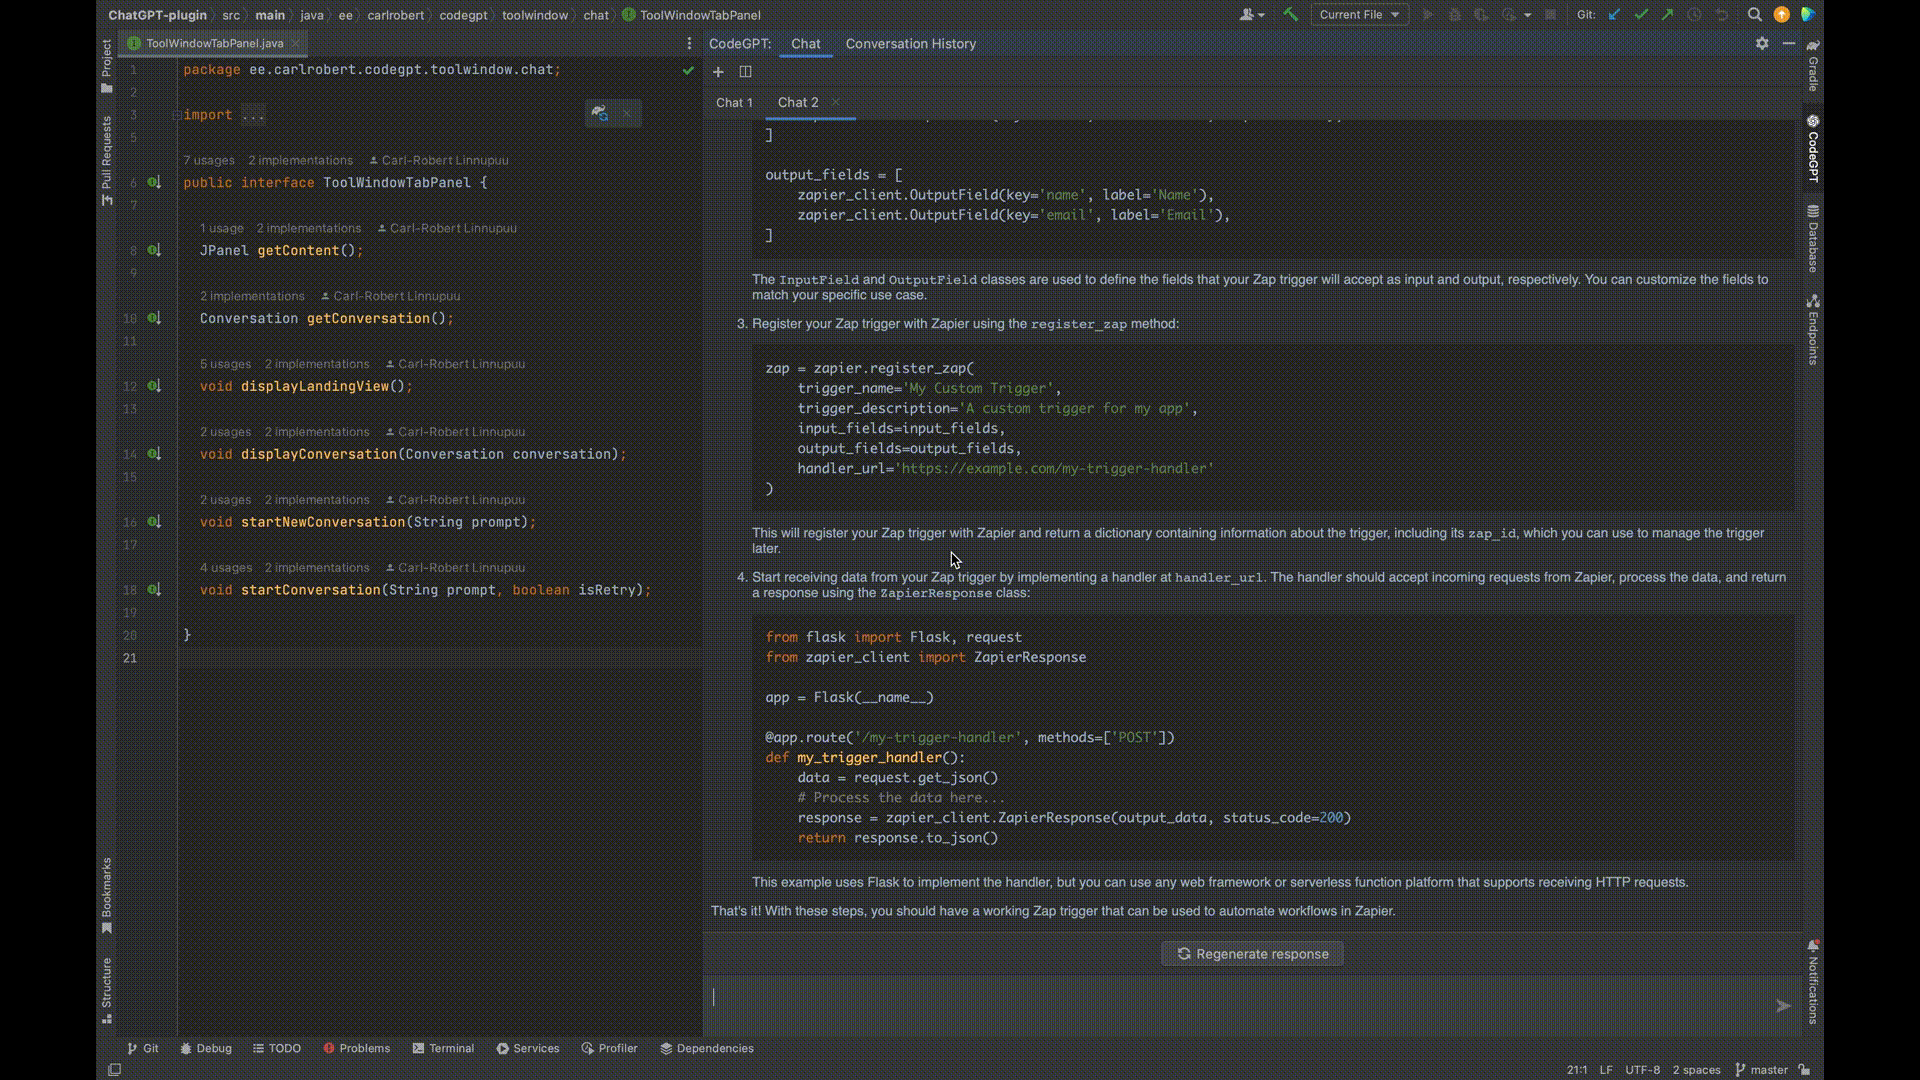 ChatGPT-plugin src main java ee carlrobert codegpt toolwindow chat ToolWindowTabPanel
Current File
Git:
Project
Pull Requests
Bookmarks
Structure
ToolWindowTabPanel.java
1 package ee.carlrobert.codegpt.toolwindow.chat;
2
3 import ...
5
7 usages 2 implementations Carl-Robert Linnupuu
6 public interface ToolWindowTabPanel {
7
1 usage 2 implementations Carl-Robert Linnupuu
8 JPanel getContent();
9
2 implementations Carl-Robert Linnupuu
10 Conversation getConversation();
11
5 usages 2 implementations Carl-Robert Linnupuu
12 void displayLandingView();
13
2 usages 2 implementations Carl-Robert Linnupuu
14 void displayConversation(Conversation conversation);
15
2 usages 2 implementations Carl-Robert Linnupuu
16 void startNewConversation(String prompt);
17
4 usages 2 implementations Carl-Robert Linnupuu
18 void startConversation(String prompt, boolean isRetry);
19
20 }
21
CodeGPT: Chat Conversation History
Chat 1 Chat 2
]
output_fields = [
zapier_client.OutputField(key='name', label='Name'),
zapier_client.OutputField(key='email', label='Email'),
]
The InputField and OutputField classes are used to define the fields that your Zap trigger will accept as input and output, respectively. You can customize the fields to
match your specific use case.
3. Register your Zap trigger with Zapier using the register_zap method:
zap = zapier.register_zap(
trigger_name='My Custom Trigger',
trigger_description='A custom trigger for my app',
input_fields=input_fields,
output_fields=output_fields,
handler_url='https://example.com/my-trigger-handler'
)
This will register your Zap trigger with Zapier and return a dictionary containing information about the trigger, including its zap_id, which you can use to manage the trigger
later.
4. Start receiving data from your Zap trigger by implementing a handler at handler_url. The handler should accept incoming requests from Zapier, process the data, and return
a response using the ZapierResponse class:
from flask import Flask, request
from zapier_client import ZapierResponse
app = Flask(__name__)
@app.route('/my-trigger-handler', methods=['POST'])
def my_trigger_handler():
data = request.get_json()
# Process the data here...
response = zapier_client.ZapierResponse(output_data, status_code=200)
return response.to_json()
This example uses Flask to implement the handler, but you can use any web framework or serverless function platform that supports receiving HTTP requests.
That's it! With these steps, you should have a working Zap trigger that can be used to automate workflows in Zapier.
Regenerate response
Gradle
CodeGPT
Database
Endpoints
Notifications
Git Debug TODO Problems Terminal Services Profiler Dependencies
21:1 LF UTF-8 2 spaces master